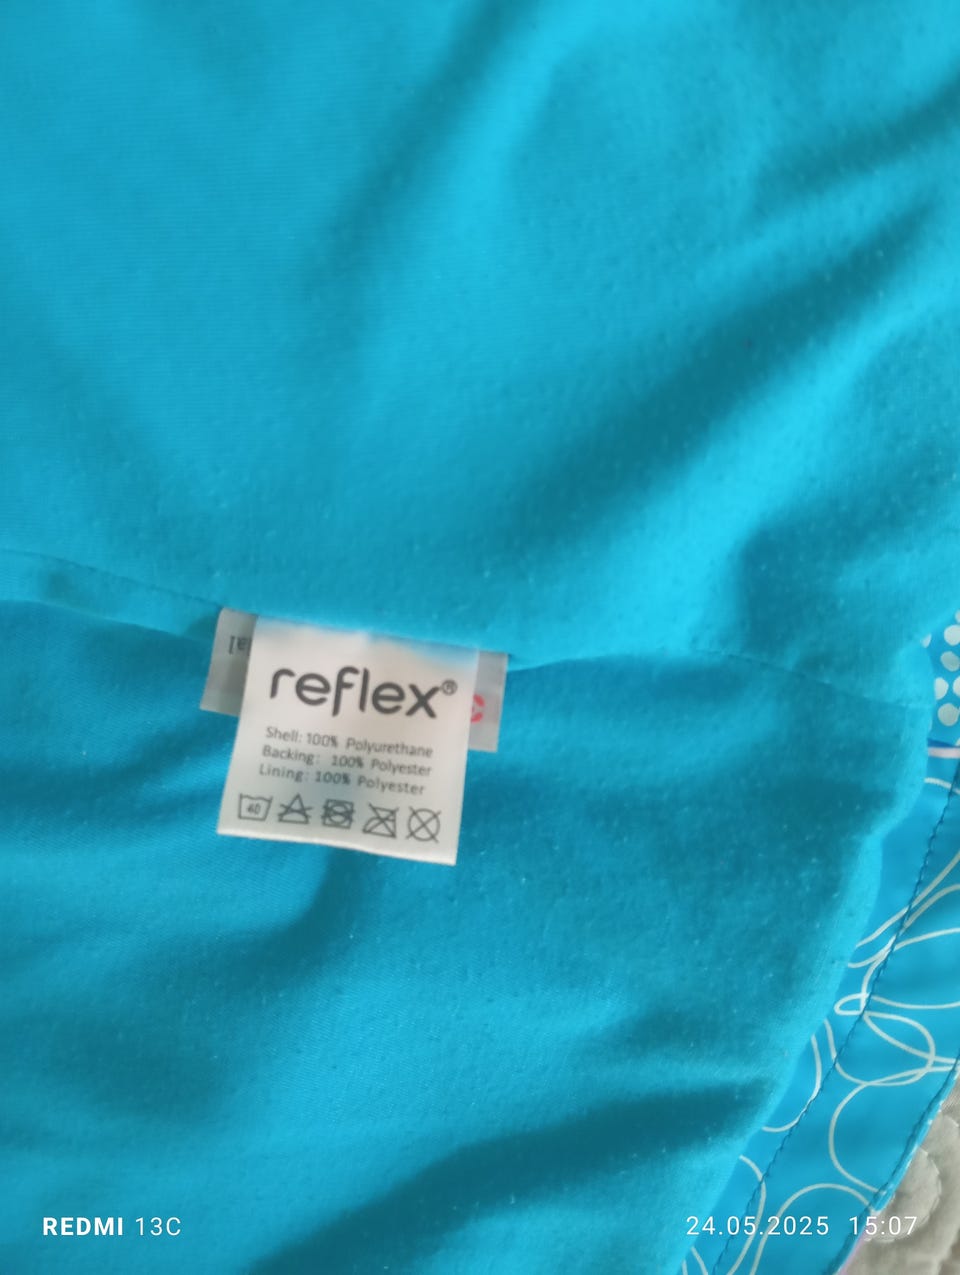 reflex®
Shell: 100% Polyurethane
Backing: 100% Polyester
Lining: 100% Polyester
40
REDMI 13C
24.05.2025 15:07